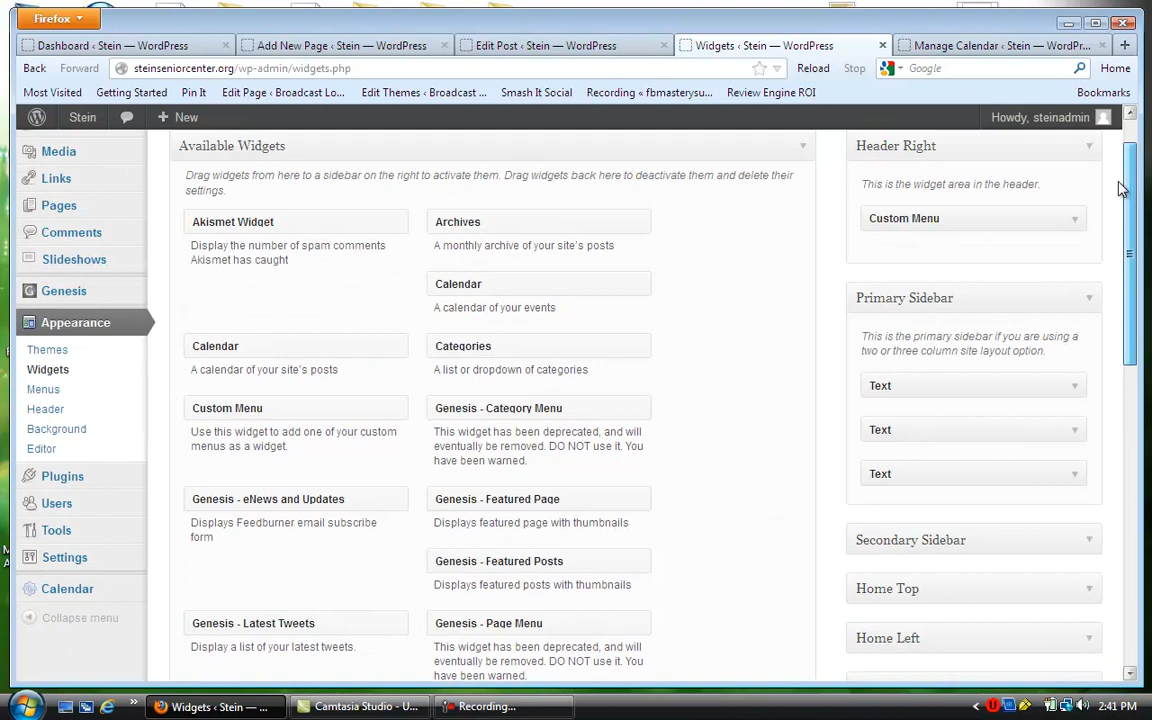 Firefox
Dashboard ‹ Stein — WordPress
Add New Page ‹ Stein — WordPress
Edit Post ‹ Stein — WordPress
Widgets ‹ Stein — WordPress
Manage Calendar ‹ Stein — WordPr...
Back
Forward
steinseniorcenter.org/wp-admin/widgets.php
Reload
Stop
Google
Home
Most Visited
Getting Started
Pin It
Edit Page ‹ Broadcast Lo...
Edit Themes ‹ Broadcast ...
Smash It Social
Recording « fbmasterysu...
Review Engine ROI
Bookmarks
Stein
New
Howdy, steinadmin
Media
Links
Pages
Comments
Slideshows
Genesis
Appearance
Themes
Widgets
Menus
Header
Background
Editor
Plugins
Users
Tools
Settings
Calendar
Collapse menu
Available Widgets
Drag widgets from here to a sidebar on the right to activate them. Drag widgets back here to deactivate them and delete their
settings.
Akismet Widget
Display the number of spam comments
Akismet has caught
Archives
A monthly archive of your site's posts
Calendar
A calendar of your events
Calendar
A calendar of your site's posts
Categories
A list or dropdown of categories
Custom Menu
Use this widget to add one of your custom
menus as a widget.
Genesis - Category Menu
This widget has been deprecated, and will
eventually be removed. DO NOT use it. You
have been warned.
Genesis - eNews and Updates
Displays Feedburner email subscribe
form
Genesis - Featured Page
Displays featured page with thumbnails
Genesis - Featured Posts
Displays featured posts with thumbnails
Genesis - Latest Tweets
Display a list of your latest tweets.
Genesis - Page Menu
This widget has been deprecated, and will
eventually be removed. DO NOT use it. You
have been warned.
Header Right
This is the widget area in the header.
Custom Menu
Primary Sidebar
This is the primary sidebar if you are using a
two or three column site layout option.
Text
Text
Text
Secondary Sidebar
Home Top
Home Left
Widgets ‹ Stein — ...
Camtasia Studio - U...
Recording...
2:41 PM